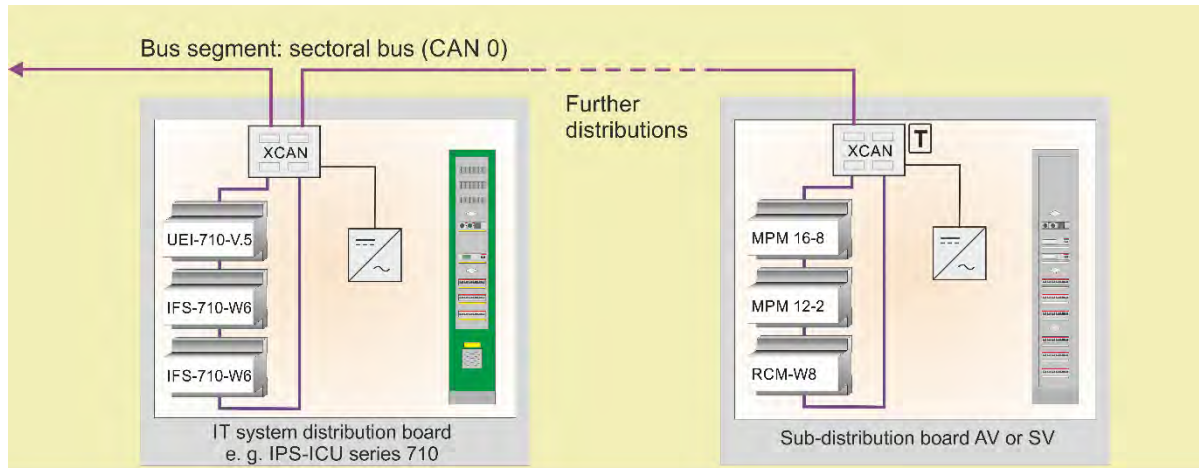 Bus segment: sectoral bus (CAN 0)
Further
distributions
XCAN
UEI-710-V.5
IFS-710-W6
IFS-710-W6
IT system distribution board
e. g. IPS-ICU series 710
XCAN
T
MPM 16-8
MPM 12-2
RCM-W8
Sub-distribution board AV or SV